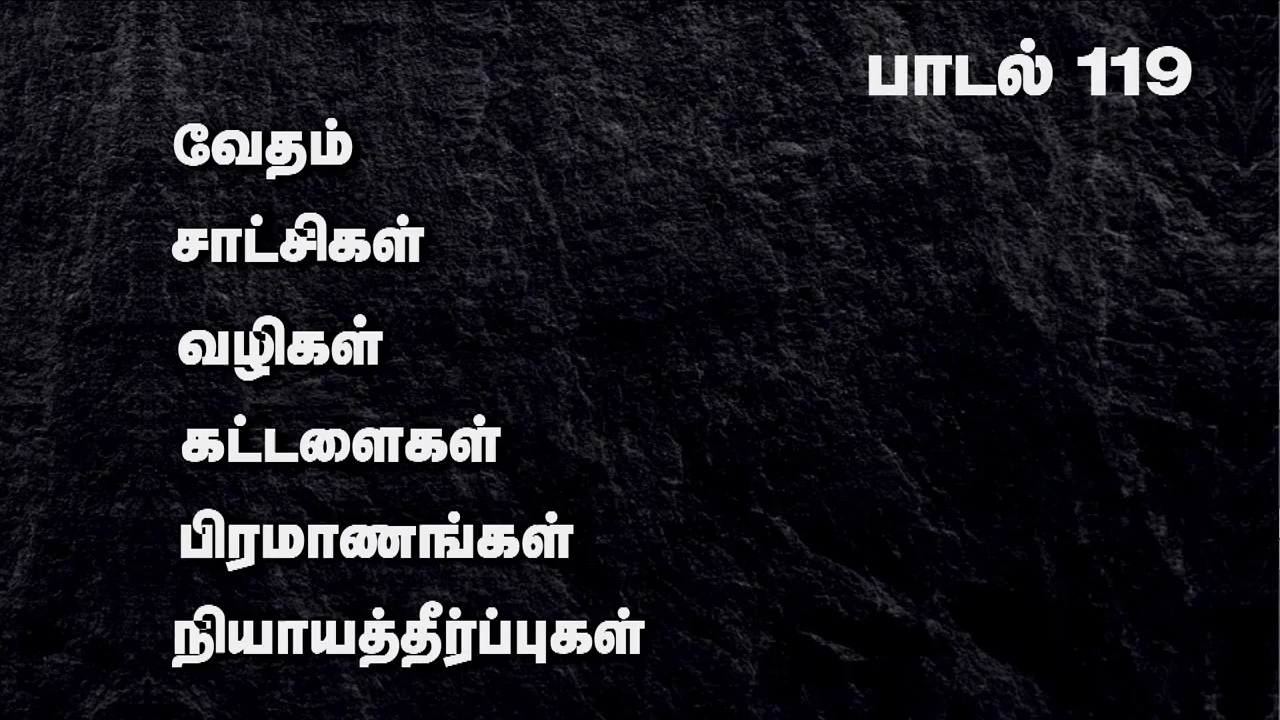 பாடல் 119
வேதம்
சாட்சிகள்
வழிகள்
கட்டளைகள்
பிரமாணங்கள்
நியாயத்தீர்ப்புகள்